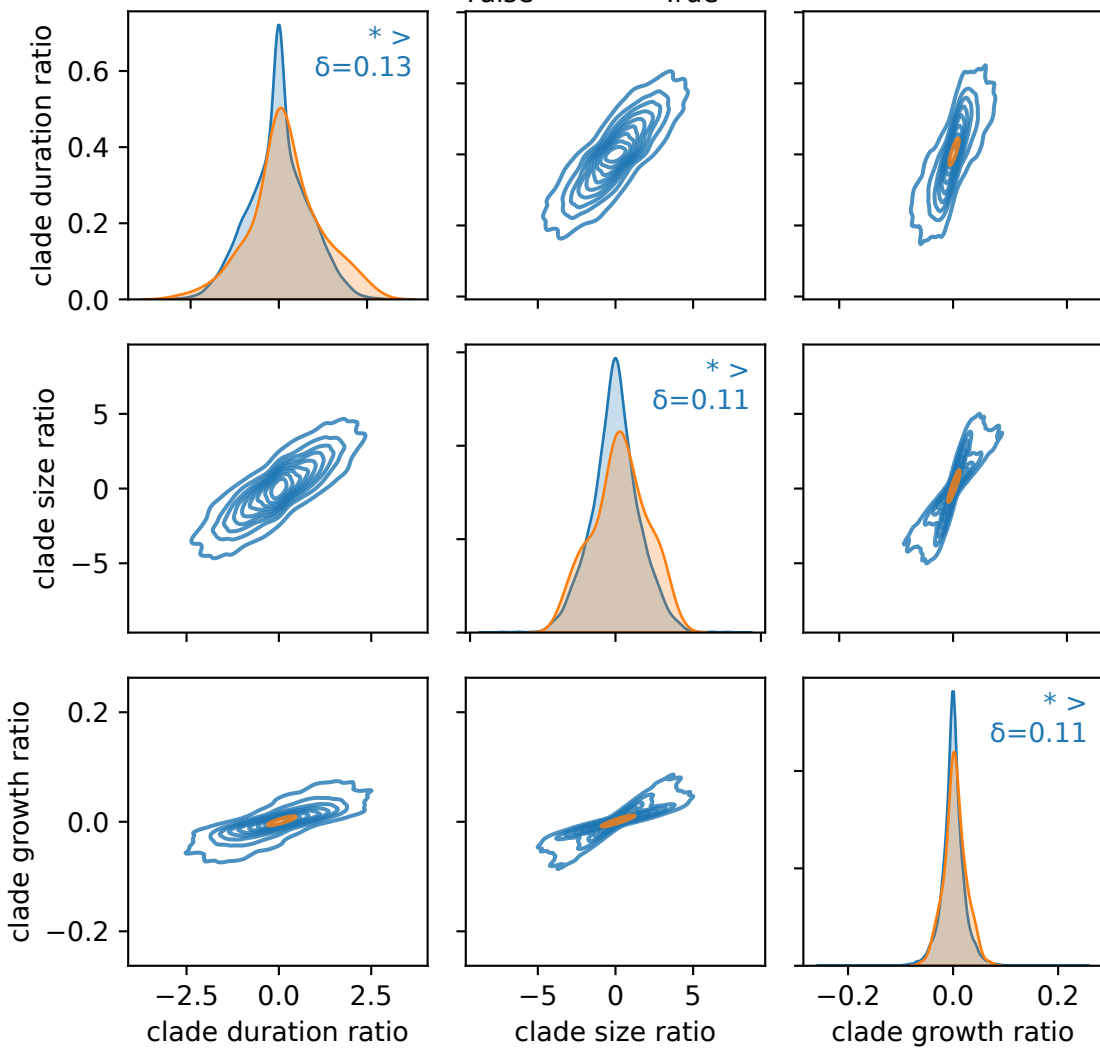 clade duration ratio
0.6
0.4
0.2
0.0
* >
δ=0.13
clade size ratio
5
0
−5
* >
δ=0.11
clade growth ratio
0.2
0.0
−0.2
* >
δ=0.11
−2.5 0.0 2.5
−5 0 5
−0.2 0.0 0.2
clade duration ratio
clade size ratio
clade growth ratio